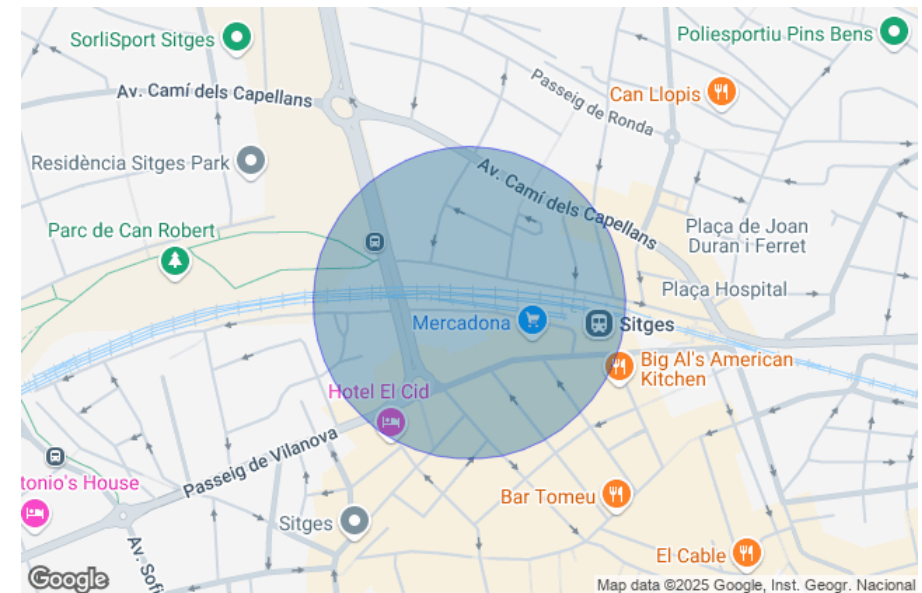 SorliSport Sitges
Poliesportiu Pins Bens
Passeig de Ronda
Can Llopis
Av. Camí dels Capellans
Residència Sitges Park
Av. Camí dels Capellans
Parc de Can Robert
Plaça de Joan
Duran i Ferret
Plaça Hospital
Mercadona
Sitges
Big Al's American
Kitchen
Hotel El Cid
Passeig de Vilanova
tonio's House
Bar Tomeu
Sitges
Av. Sofi
El Cable
Google
Map data ©2025 Google, Inst. Geogr. Nacional